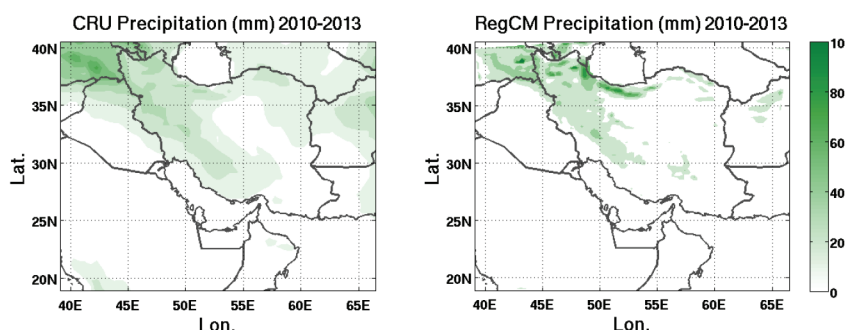 CRU Precipitation (mm) 2010-2013
40N
35N
30N
25N
20N
Lat.
40E 45E 50E 55E 60E 65E
Lon.
RegCM Precipitation (mm) 2010-2013
40N
35N
30N
25N
20N
Lat.
40E 45E 50E 55E 60E 65E
Lon.
10
80
60
40
20
0